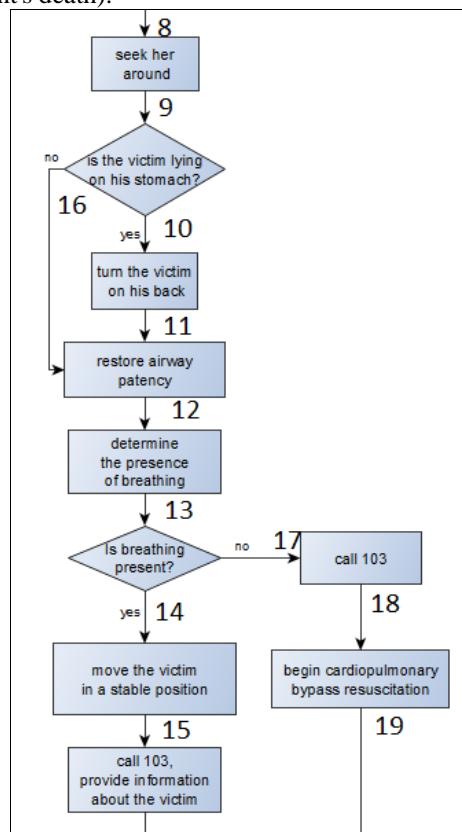 nt's death).
8
seek her
around
9
no
is the victim lying
on his stomach?
16
10
yes
turn the victim
on his back
11
restore airway
patency
12
determine
the presence
of breathing
13
Is breathing
present?
no
17
call 103
yes
14
18
move the victim
in a stable position
begin cardiopulmonary
bypass resuscitation
15
19
call 103,
provide information
about the victim